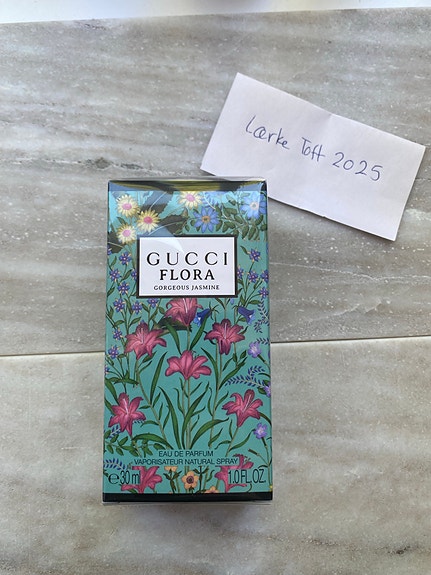 Lærke Toft 2025
GUCCI
FLORA
GORGEOUS JASMINE
EAU DE PARFUM
VAPORISATEUR NATURAL SPRAY
℮30 ml 1.0 FL.OZ.